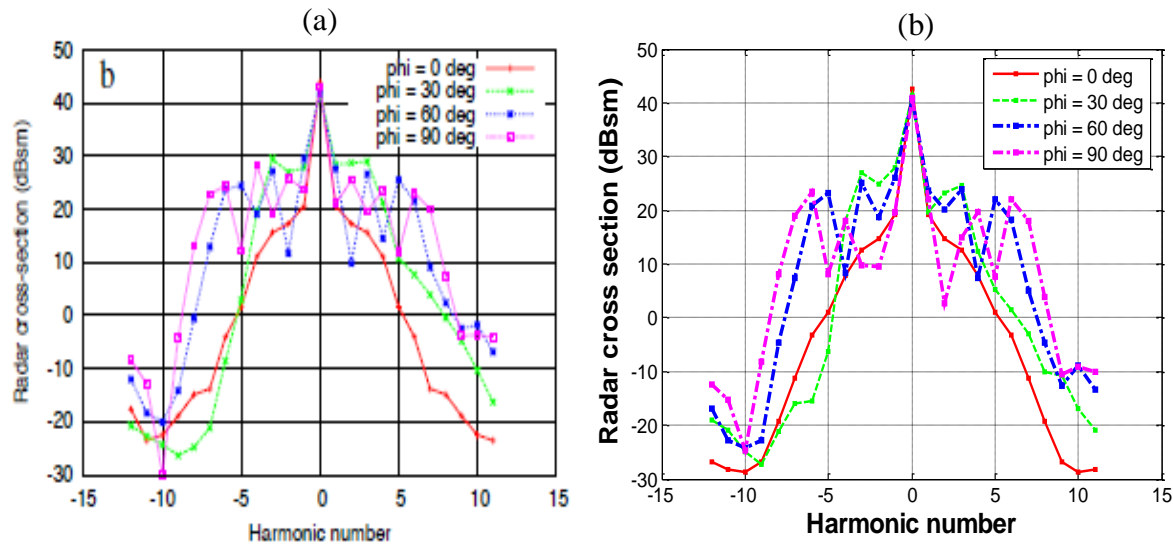 (a)
50
b
phi = 0 deg
phi = 30 deg
phi = 60 deg
phi = 90 deg
40
30
20
10
0
-10
-20
-30
Radar cross-section (dBsm)
-15
-10
-5
0
5
10
15
Harmonic number
(b)
50
phi = 0 deg
phi = 30 deg
phi = 60 deg
phi = 90 deg
40
30
20
10
0
-10
-20
-30
Radar cross section (dBsm)
-15
-10
-5
0
5
10
15
Harmonic number